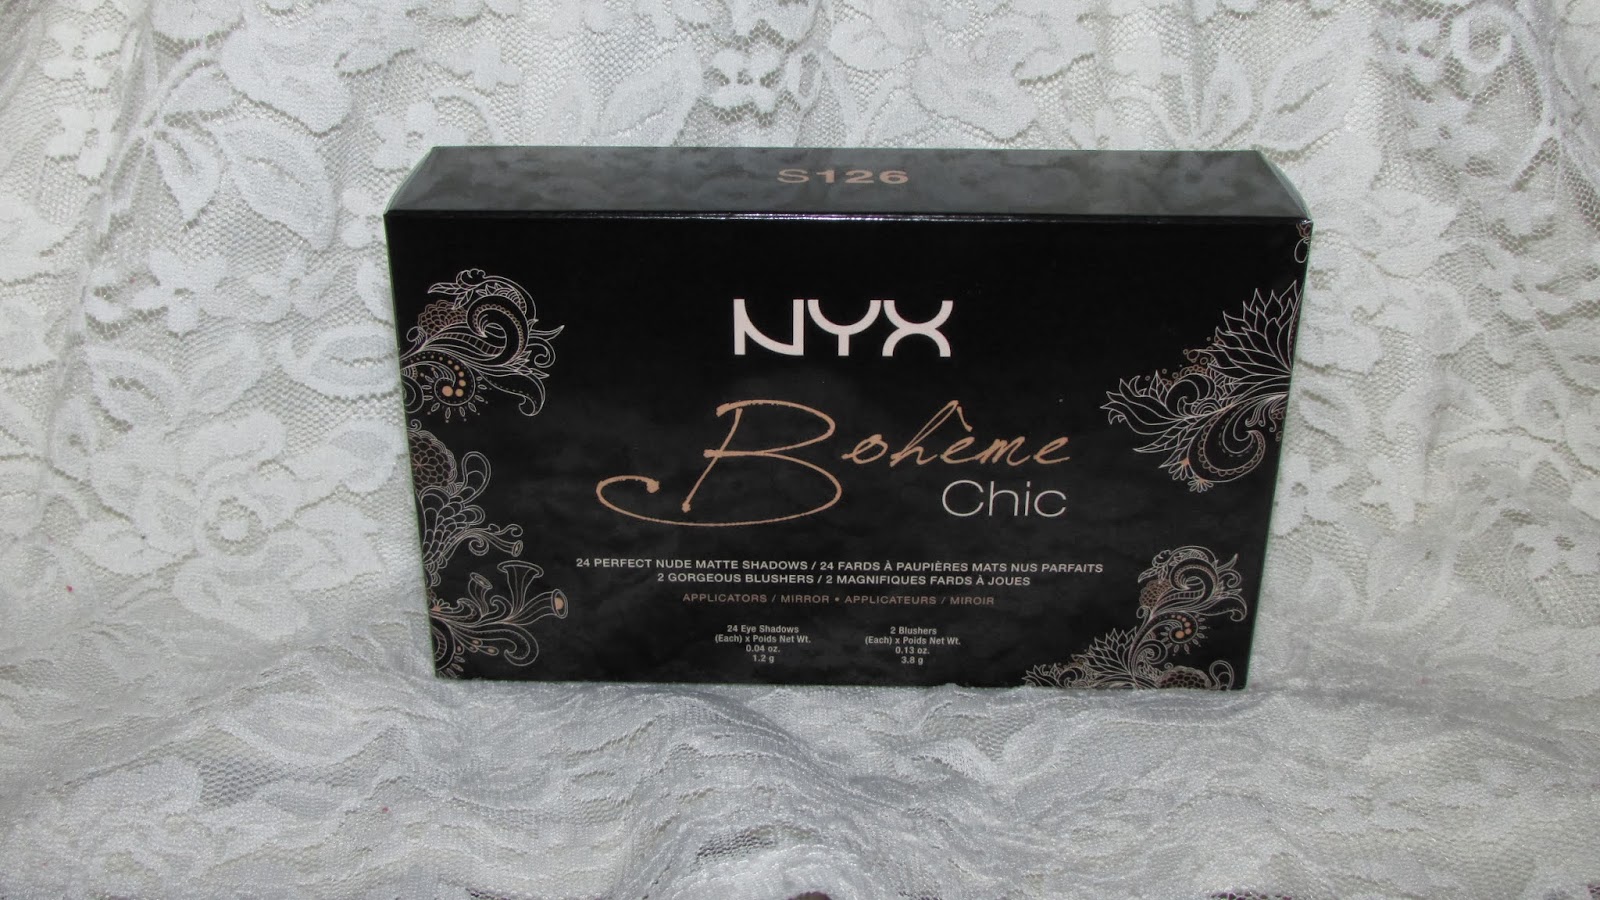 S126
NYX
Bohème
Chic
24 PERFECT NUDE MATTE SHADOWS / 24 FARDS À PAUPIÈRES MATS NUS PARFAITS
2 GORGEOUS BLUSHERS / 2 MAGNIFIQUES FARDS À JOUES
APPLICATORS / MIRROR • APPLICATEURS / MIROIR
24 Eye Shadows
(Each) x Poids Net Wt.
0.04 oz.
1.2 g
2 Blushers
(Each) x Poids Net Wt.
0.13 oz.
3.8 g